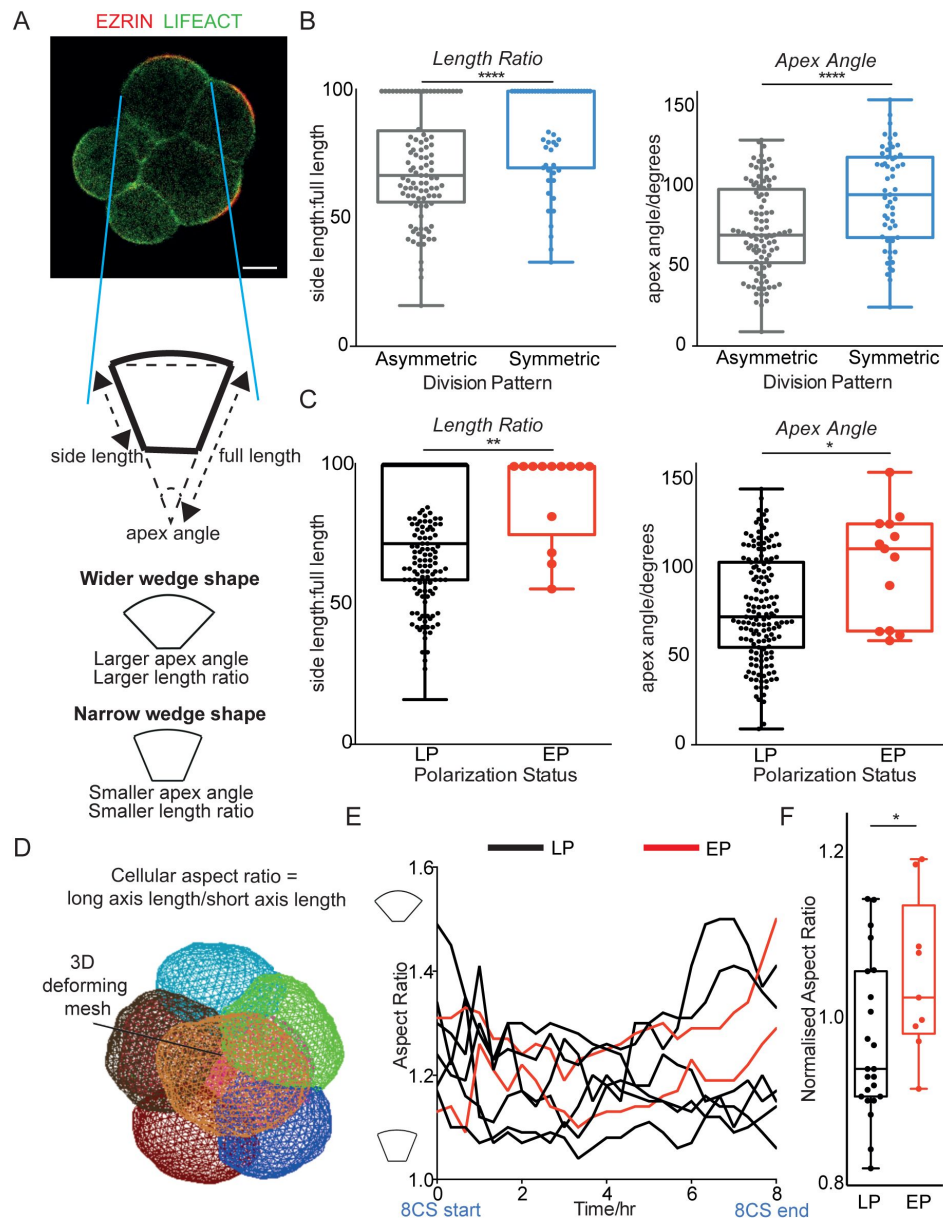 A
EZRIN LIFEACT
side length
full length
apex angle
Wider wedge shape
Larger apex angle
Larger length ratio
Narrow wedge shape
Smaller apex angle
Smaller length ratio
B
Length Ratio
****
100
50
0
side length:full length
Asymmetric
Symmetric
Division Pattern
Apex Angle
****
150
100
50
0
apex angle/degrees
Asymmetric
Symmetric
Division Pattern
C
Length Ratio
**
100
50
0
side length:full length
LP
EP
Polarization Status
Apex Angle
*
150
100
50
0
apex angle/degrees
LP
EP
Polarization Status
D
Cellular aspect ratio =
long axis length/short axis length
3D
deforming
mesh
E
LP
EP
1.6
1.4
1.2
1.0
Aspect Ratio
0
2
4
6
8
8CS start
Time/hr
8CS end
F
*
1.2
1.0
0.8
Normalised Aspect Ratio
LP
EP